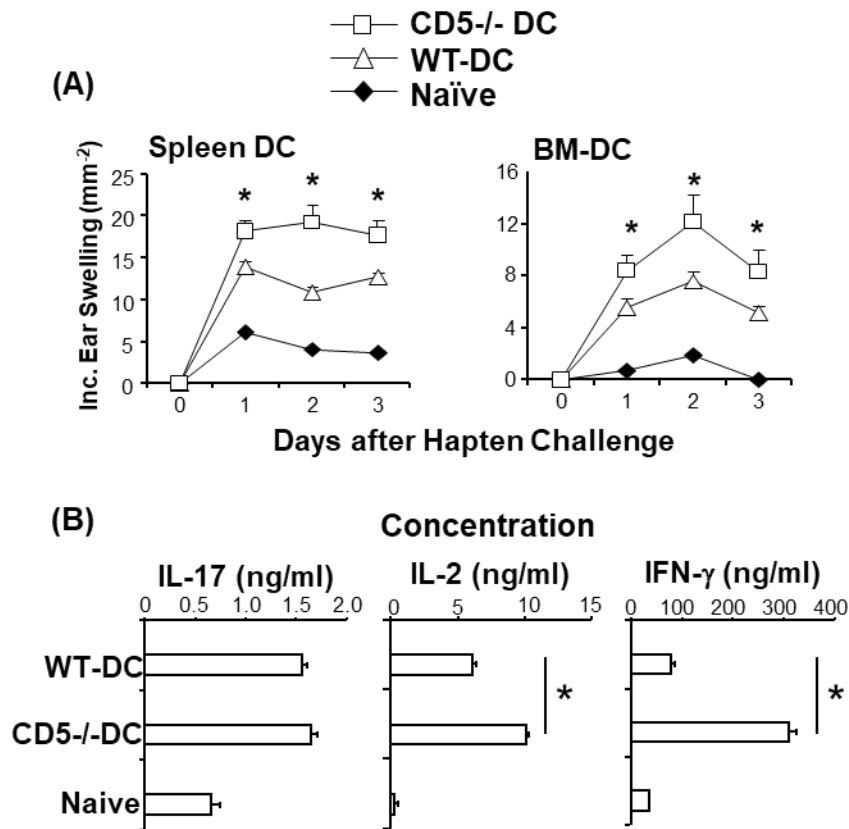 CD5-/- DC
WT-DC
Naïve
(A)
Spleen DC
BM-DC
Inc. Ear Swelling (mm-2)
25
20
15
10
5
0
* * *
0 1 2 3
16
12
8
4
0
* * *
0 1 2 3
Days after Hapten Challenge
(B)
Concentration
IL-17 (ng/ml) IL-2 (ng/ml) IFN-γ (ng/ml)
0 0.5 1.5 2.0 0 5 10 15 0 100 200 300 400
WT-DC
CD5-/-DC
Naive
* *